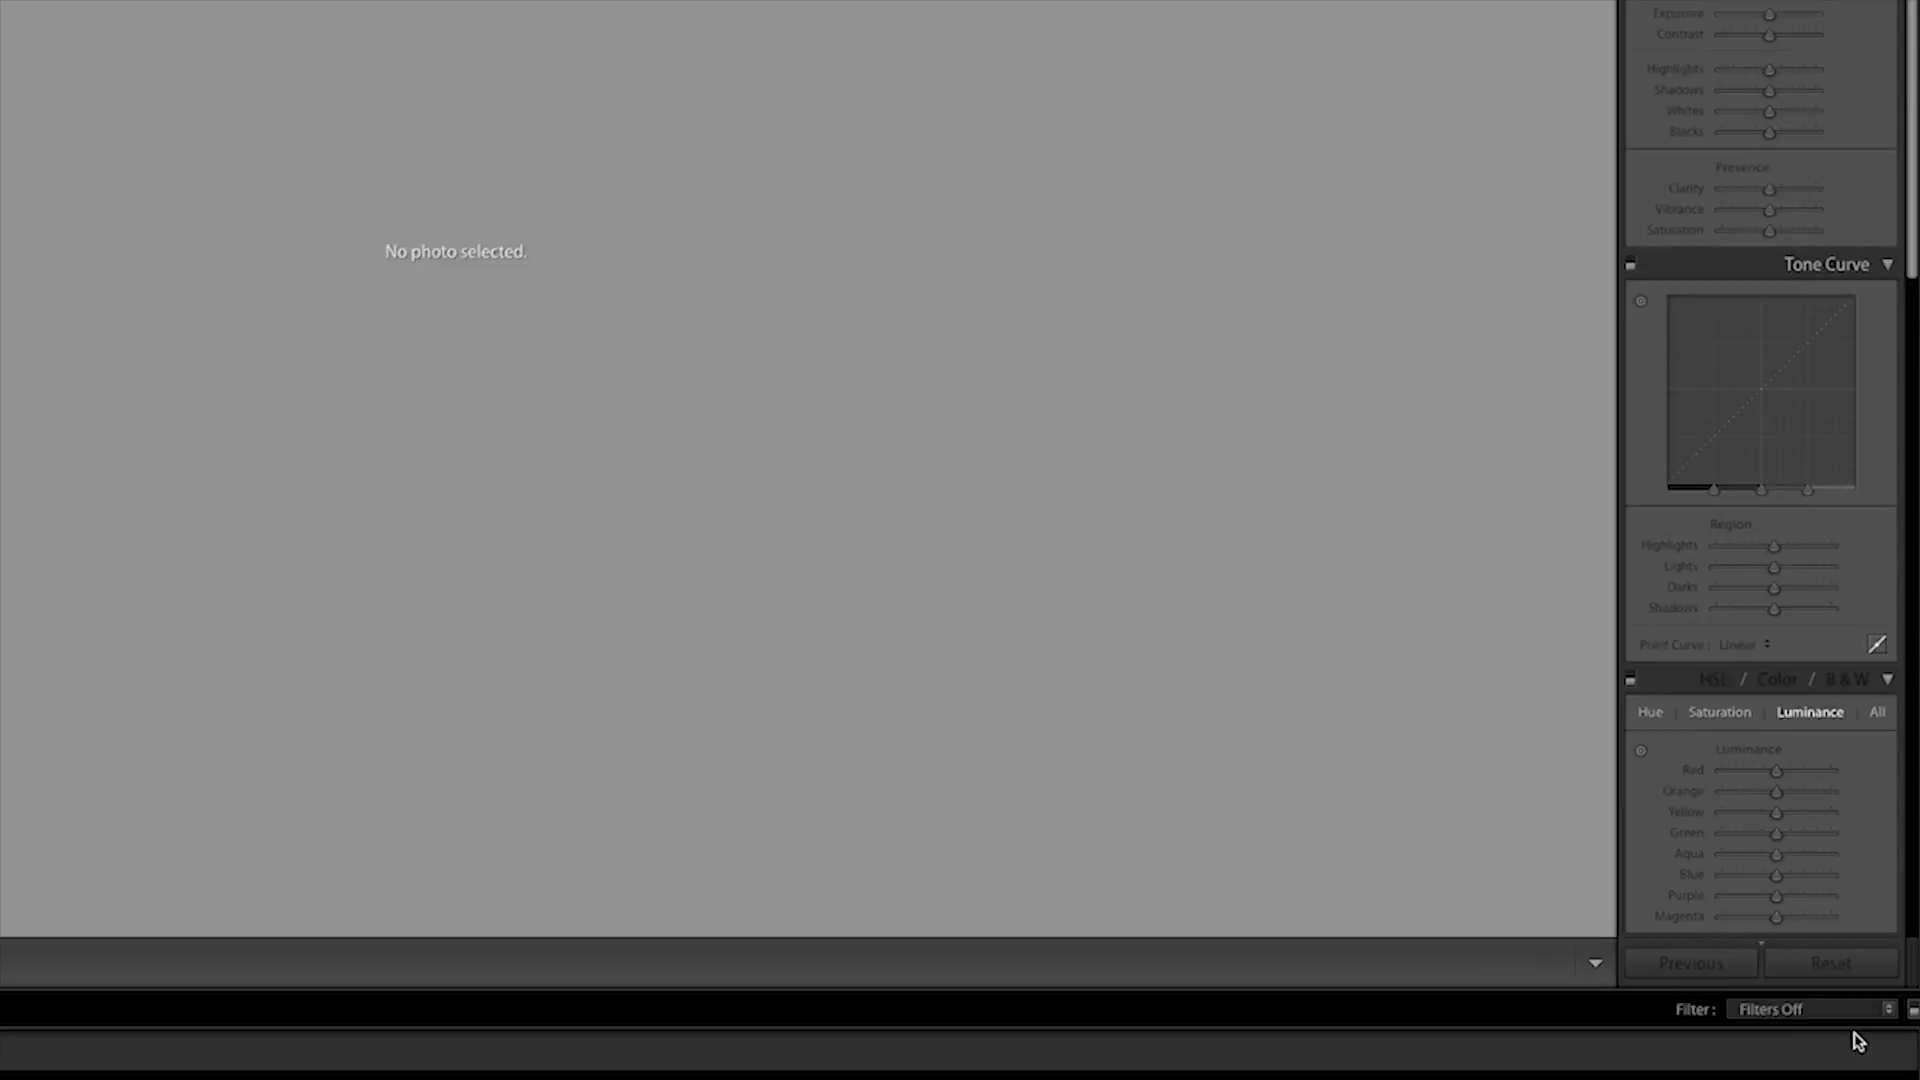 Exposure
Contrast
Highlights
Shadows
Whites
Blacks
Presence
Clarity
Vibrance
Saturation
No photo selected.
Tone Curve
Region
Highlights
Lights
Darks
Shadows
Point Curve : Linear
HSL / Color / B & W
Hue Saturation Luminance All
Luminance
Red
Orange
Yellow
Green
Aqua
Blue
Purple
Magenta
Previous Reset
Filter : Filters Off